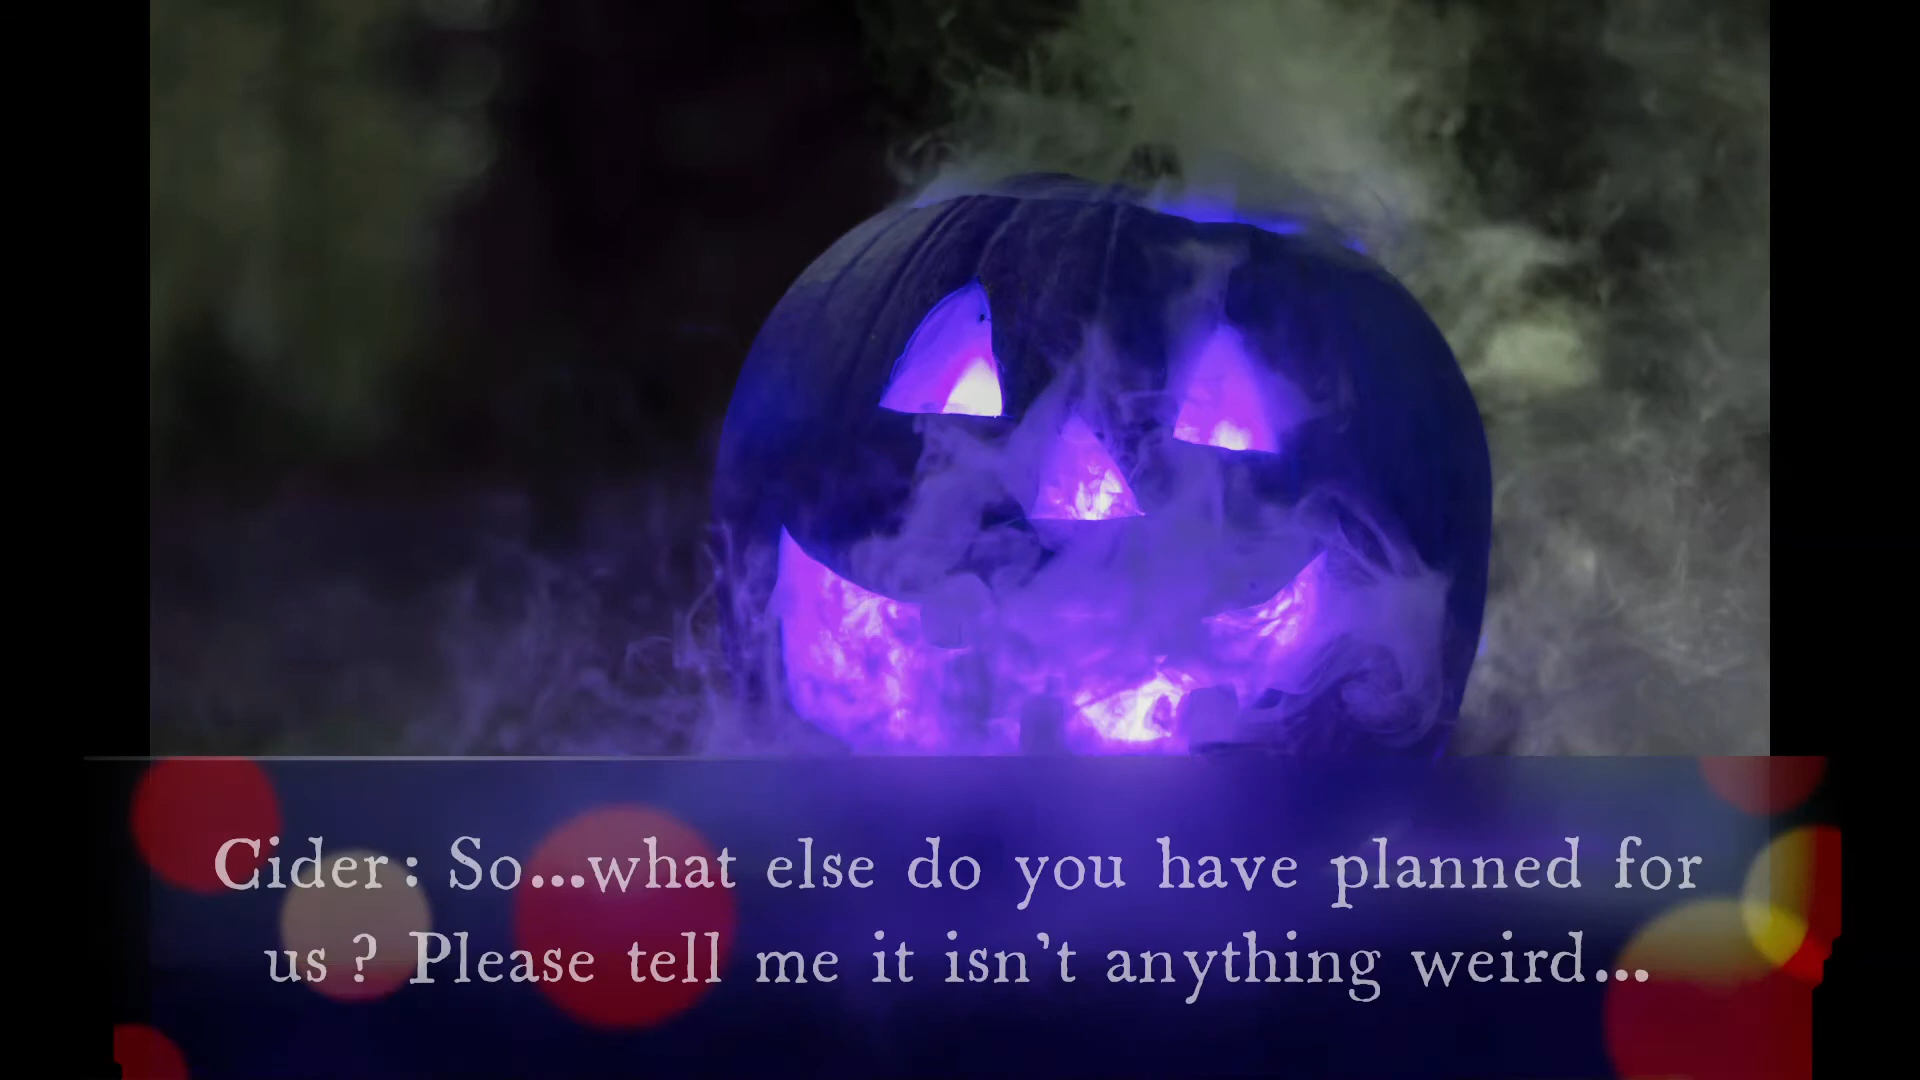 Cider: So...what else do you have planned for
us ? Please tell me it isn't anything weird...